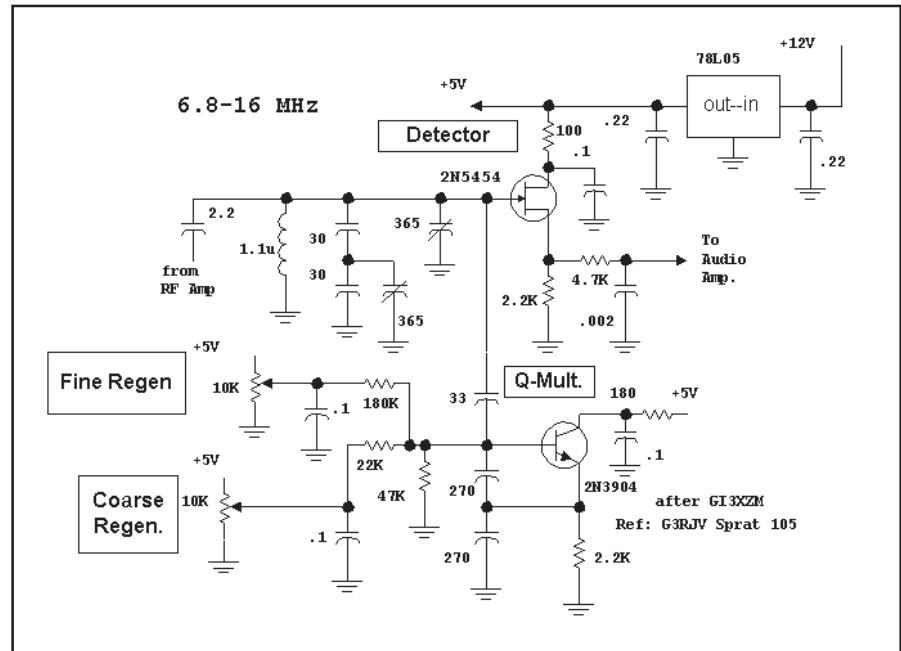 +12V
78L05
+5V
6.8-16 MHz
out--in
Detector
100
.22
.1
.22
2N5454
2.2
365
1.1u
30
To
Audio
Amp.
from
RF Amp
30
4.7K
2.2K
365
.002
+5V
Fine Regen
10K
Q-Mult.
180
+5V
33
.1
180K
.1
+5V
22K
2N3904
Coarse
Regen.
10K
47K
270
after GI3XZM
Ref: G3RJV Sprat 105
.1
270
2.2K